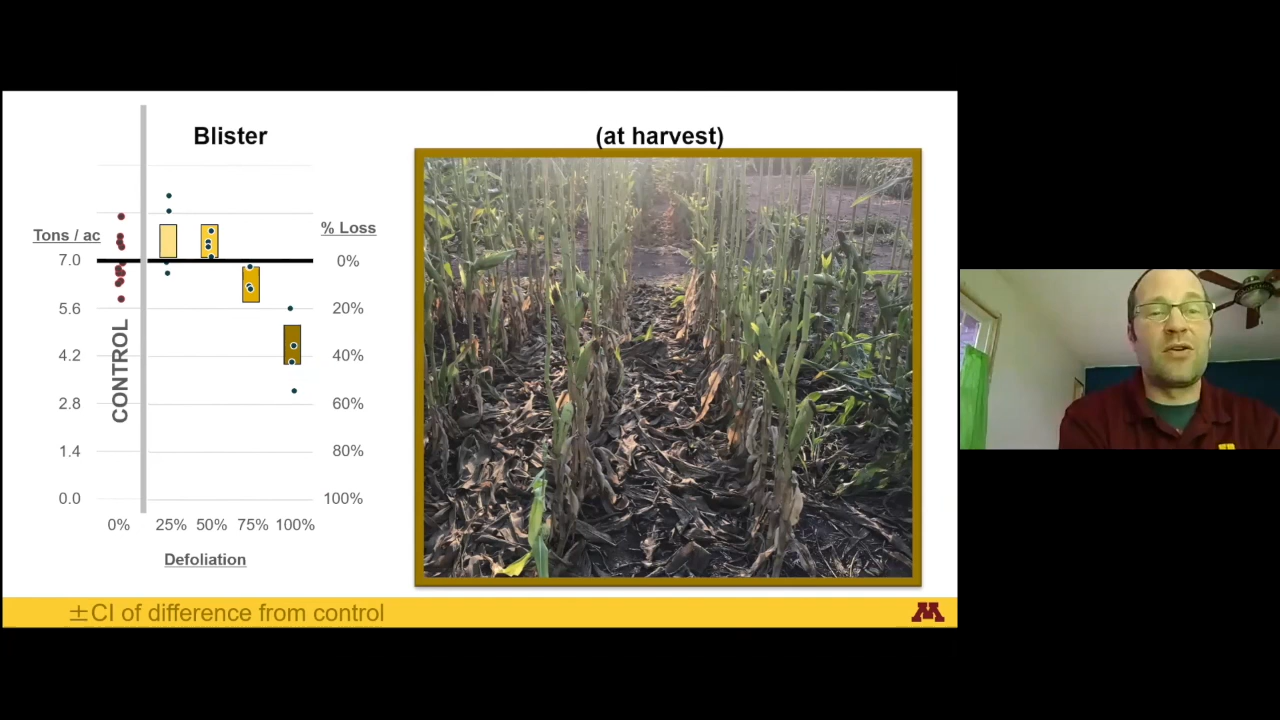 Blister
(at harvest)
Tons / ac
% Loss
7.0
0%
5.6
20%
4.2
40%
2.8
60%
1.4
80%
0.0
100%
CONTROL
0%
25%
50%
75%
100%
Defoliation
±CI of difference from control
M